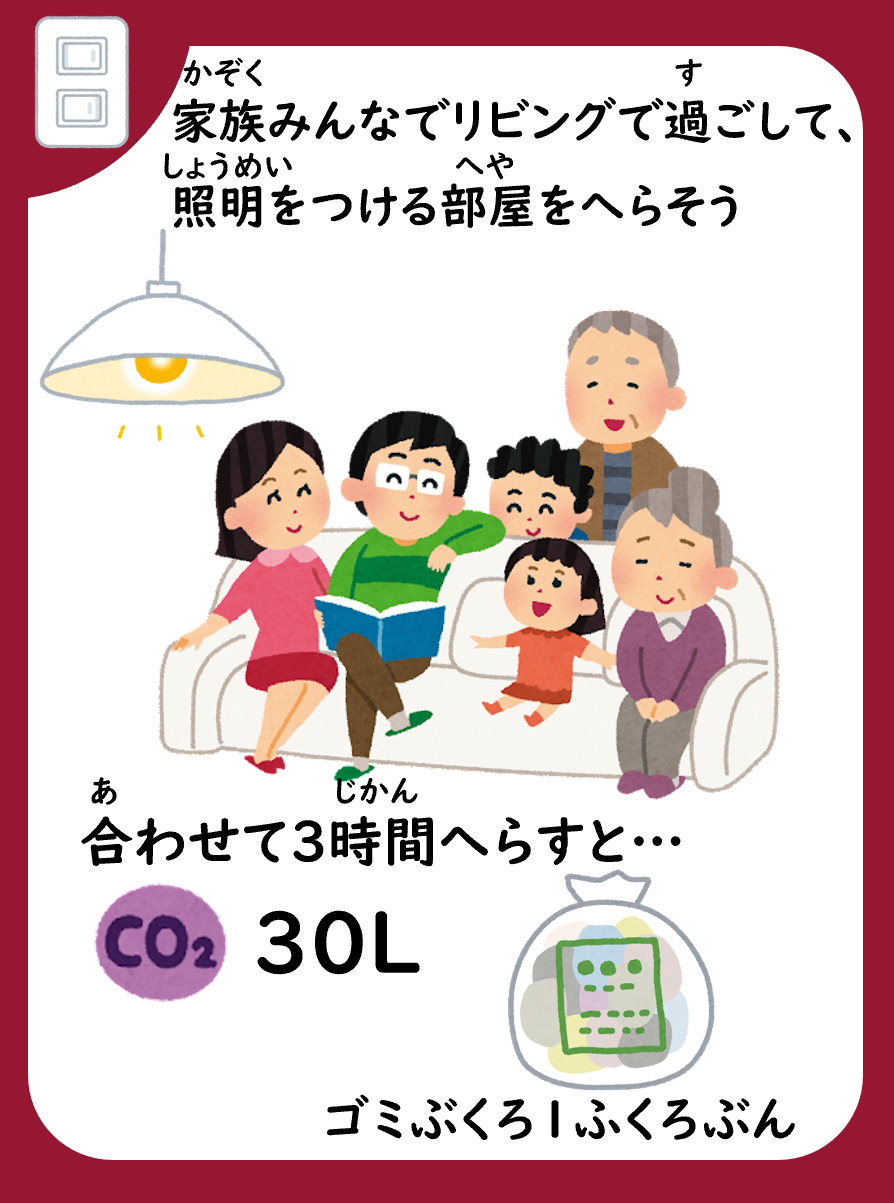 かぞく す
家族みんなでリビングで過ごして、
しょうめい へや
照明をつける部屋をへらそう
あ じかん
合わせて3時間へらすと…
CO₂ 30L
ゴミぶくろ1ふくろぶん